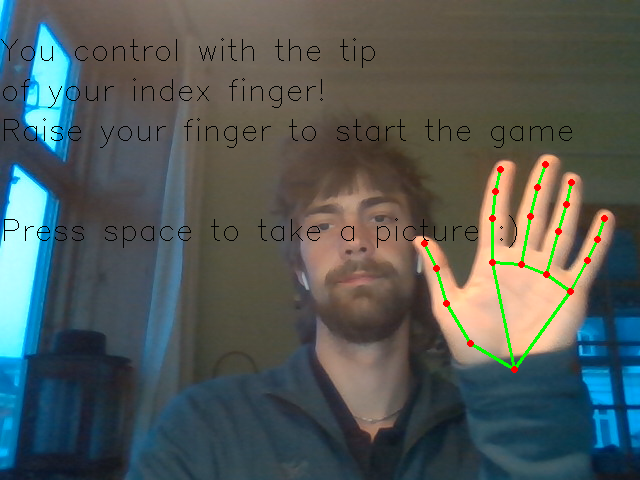 You control with the tip
of your index finger!
Raise your finger to start the game
Press space to take a picture :)